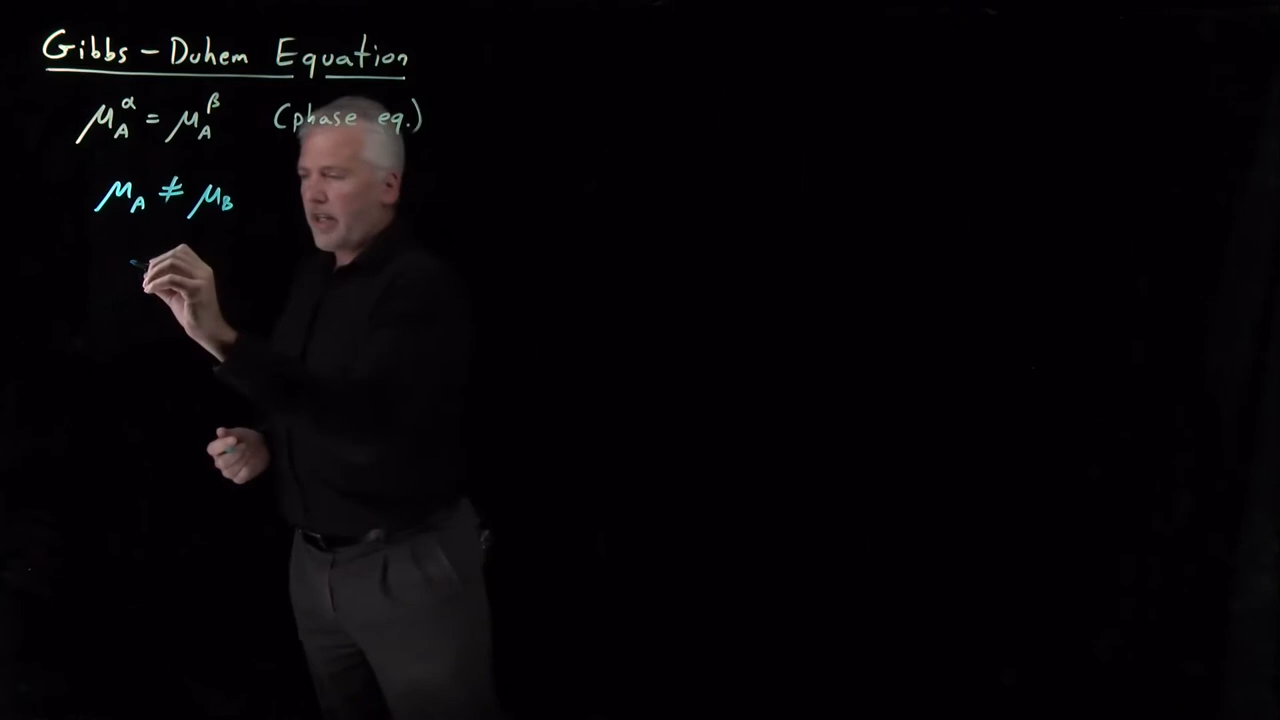 Gibbs - Duhem Equation
μ_A^α = μ_A^β (phase eq.)
μ_A ≠ μ_B